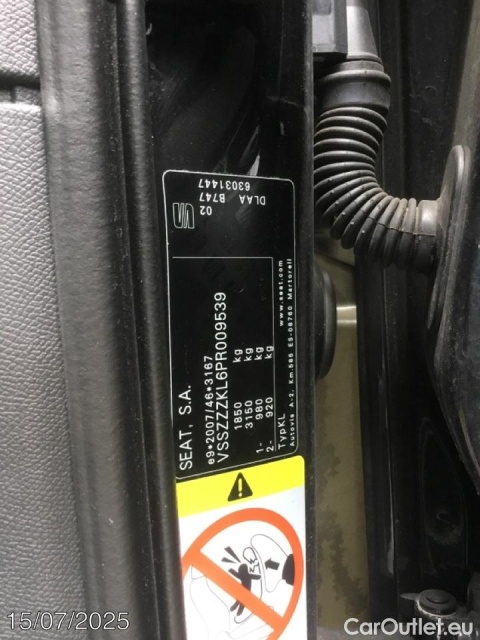 SEAT, S.A.
e9*2007/46*3167
VSSZZZKL6PR009539
1850 kg
3150 kg
1- 980 kg
2- 920 kg
TypKL
www.seat.com
Autovía A-2, Km.585 ES-08760 Martorell
02
DLAA B747
63031447
15/07/2025
CarOutlet.eu